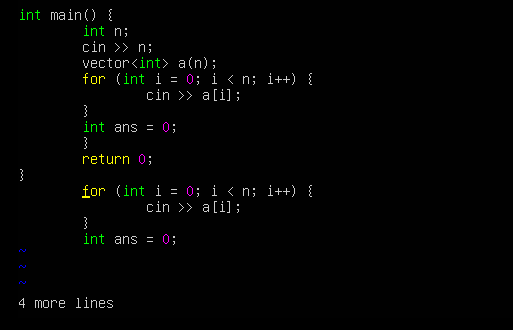 int main() {
        int n;
        cin >> n;
        vector<int> a(n);
        for (int i = 0; i < n; i++) {
                cin >> a[i];
        }
        int ans = 0;
        }
        return 0;
}
        for (int i = 0; i < n; i++) {
                cin >> a[i];
        }
        int ans = 0;
~
~
~
4 more lines